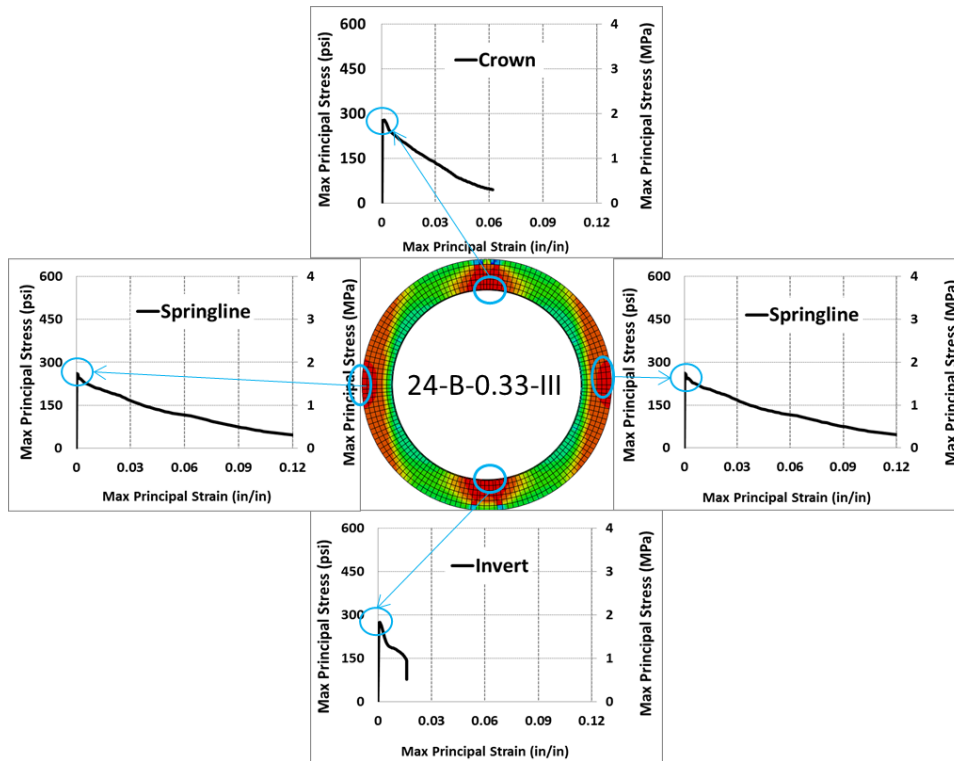 Max Principal Stress (psi)
600
450
300
150
0
Crown
4
3
2
1
0
Max Principal Stress (MPa)
0 0.03 0.06 0.09 0.12
Max Principal Strain (in/in)
Max Principal Stress (psi)
600
450
300
150
0
Springline
4
3
2
1
0
Max Principal Stress (MPa)
0 0.03 0.06 0.09 0.12
Max Principal Strain (in/in)
24-B-0.33-III
Max Principal Stress (psi)
600
450
300
150
0
Springline
4
3
2
1
0
Max Principal Stress (MPa)
0 0.03 0.06 0.09 0.12
Max Principal Strain (in/in)
Max Principal Stress (psi)
600
450
300
150
0
Invert
4
3
2
1
0
Max Principal Stress (MPa)
0 0.03 0.06 0.09 0.12
Max Principal Strain (in/in)